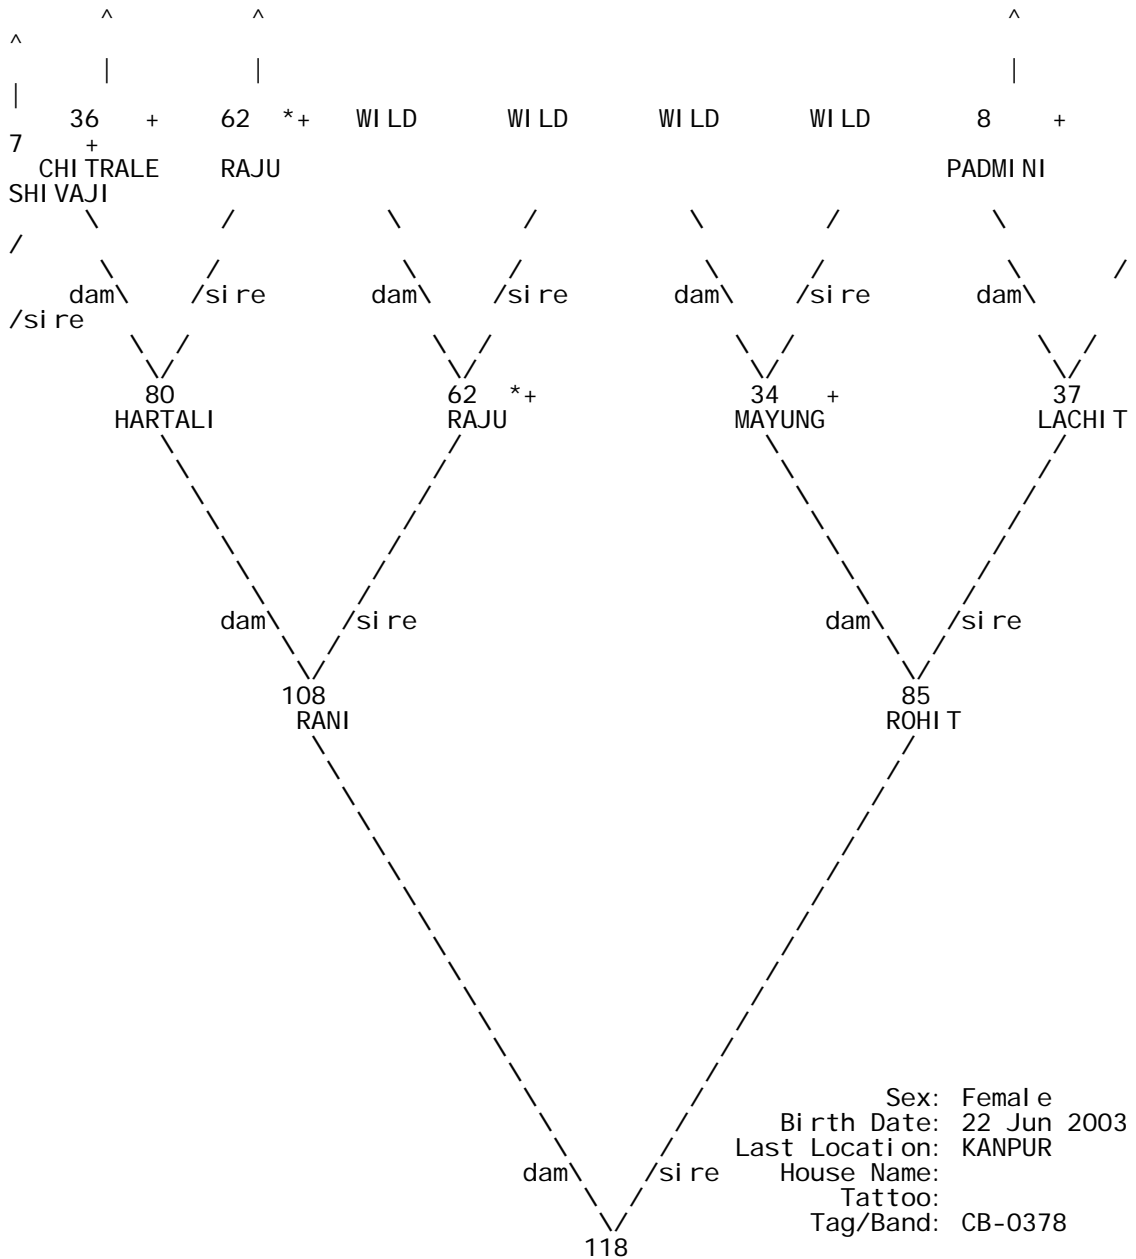 ^ ^ ^
^
| | |
|
36 + 62 *+ WILD WILD WILD WILD 8 +
7 +
CHITRALE RAJU PADMINI
SHIVAJI
\ / \ / \ / \
/
\ / \ / \ / \ /
dam\ /sire dam\ /sire dam\ /sire dam\
/sire
\ / \ / \ / \ /
\/ \/ \/ \/
80 62 *+ 34 + 37
HARTALI RAJU MAYUNG LACHIT
dam\ /sire dam\ /sire
108 85
RANI ROHIT
Sex: Female
Birth Date: 22 Jun 2003
Last Location: KANPUR
dam\ /sire House Name:
Tattoo:
Tag/Band: CB-0378
118